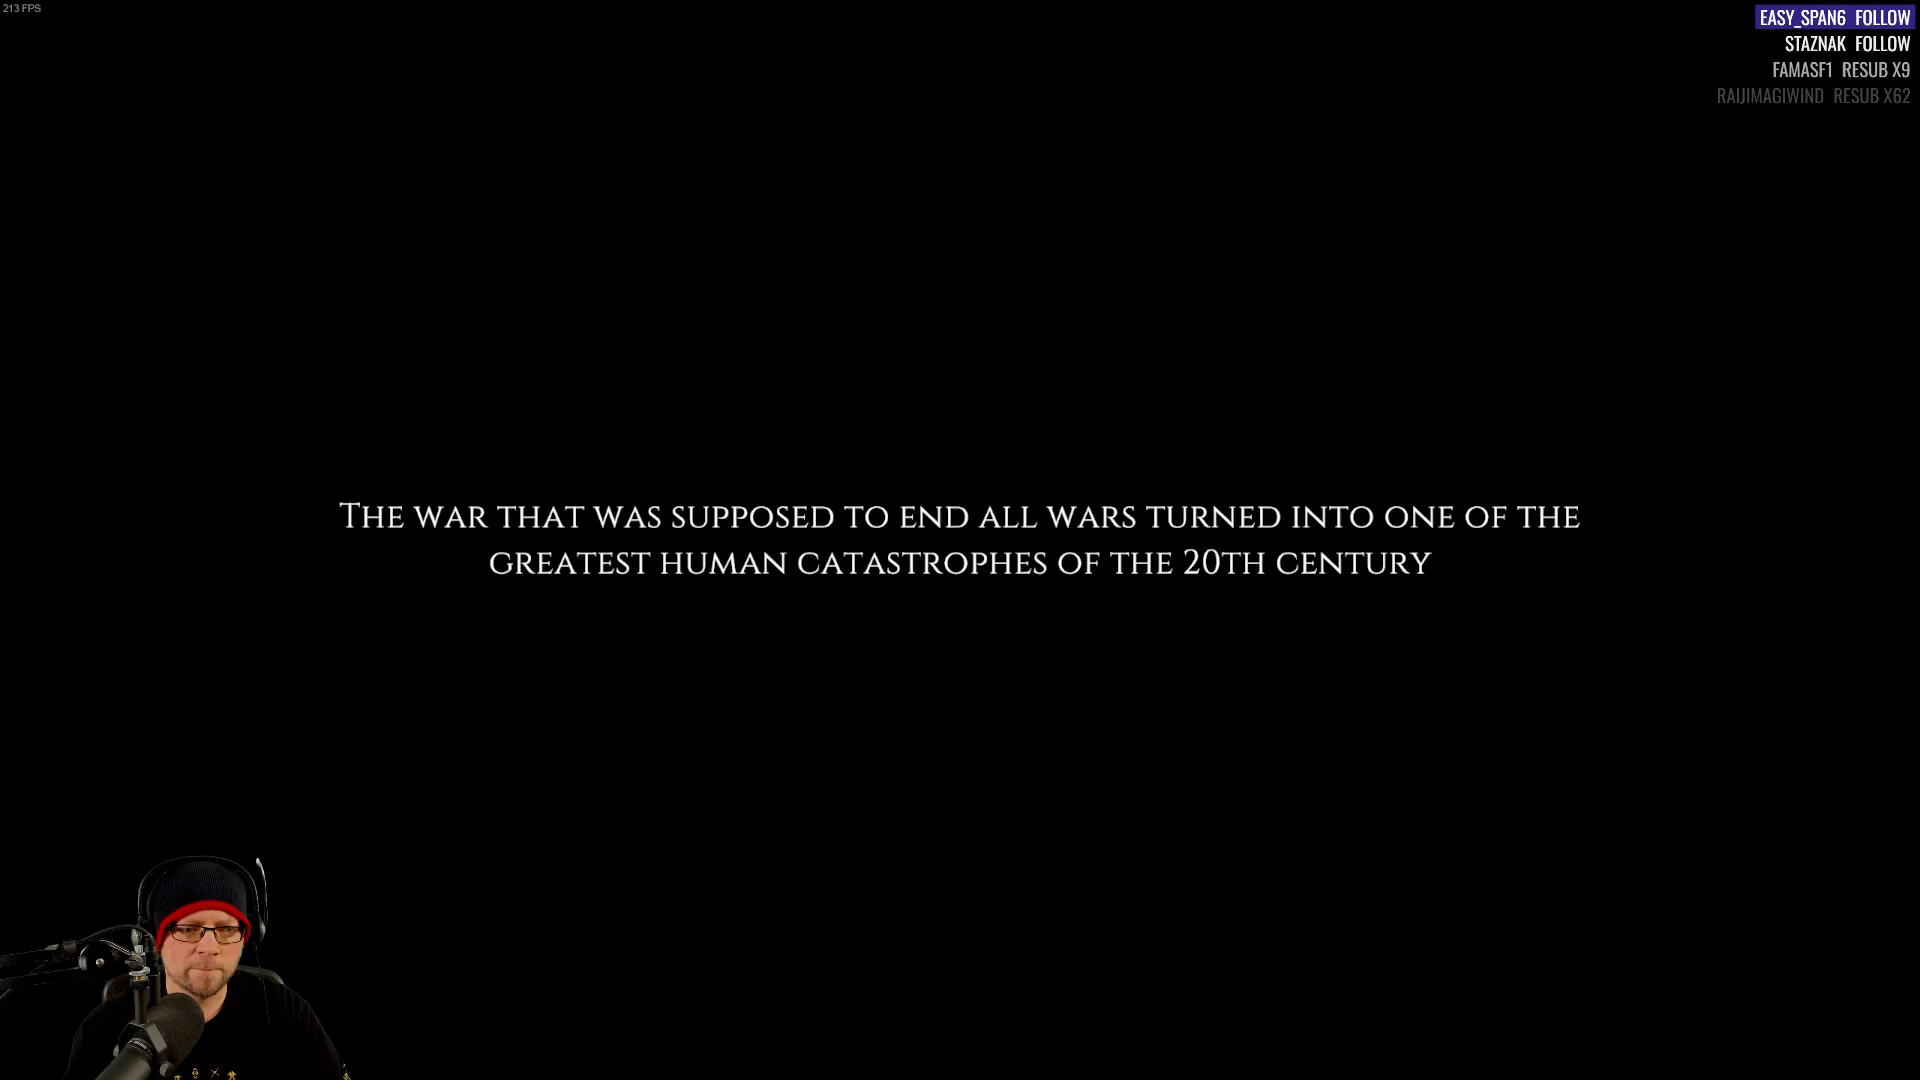 213 FPS
EASY_SPAN6 FOLLOW
STAZNAK FOLLOW
FAMASF1 RESUB X9
RAIJIMAGIWIND RESUB X62
The war that was supposed to end all wars turned into one of the
greatest human catastrophes of the 20th century